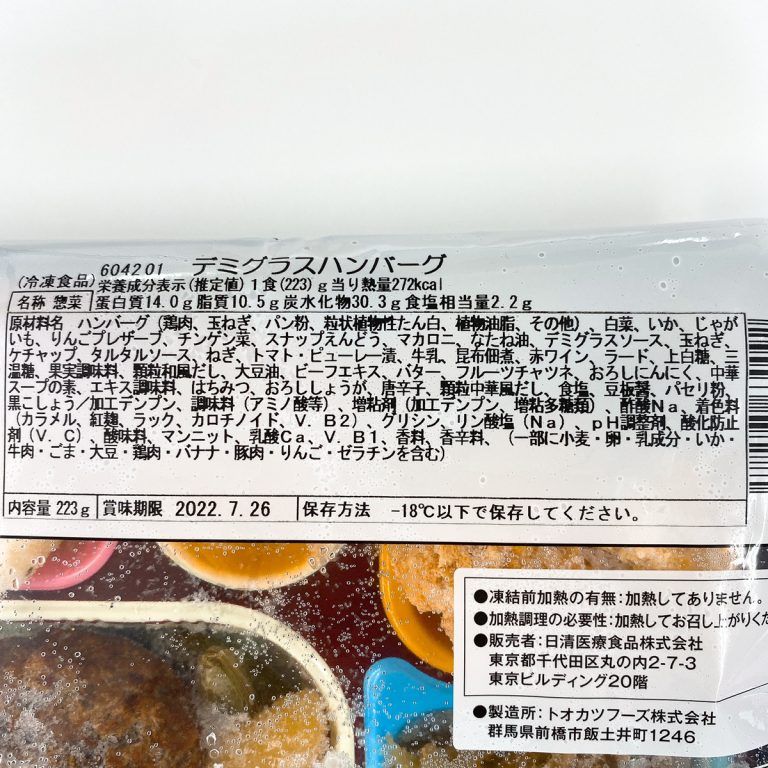 604201 デミグラスハンバーグ
(冷凍食品) 栄養成分表示(推定値)1食(223)g当り熱量272kcal
名称 惣菜 蛋白質14.0g脂質10.5g炭水化物30.3g食塩相当量2.2g
原材料名 ハンバーグ(鶏肉、玉ねぎ、パン粉、粒状植物性たん白、植物油脂、その他)、白菜、いか、じゃが
いも、りんごプレザーブ、チンゲン菜、スナップえんどう、マカロニ、なたね油、デミグラスソース、玉ねぎ、
ケチャップ、タルタルソース、ねぎ、トマト・ピューレー漬、牛乳、昆布佃煮、赤ワイン、ラード、上白糖、三
温糖、果実調味料、顆粒和風だし、大豆油、ビーフエキス、バター、フルーツチャツネ、おろしにんにく、中華
スープの素、エキス調味料、はちみつ、おろししょうが、唐辛子、顆粒中華風だし、食塩、豆板醤、パセリ粉、
黒こしょう/加工デンプン、調味料(アミノ酸等)、増粘剤(加工デンプン、増粘多糖類)、酢酸Na、着色料
(カラメル、紅麹、ラック、カロチノイド、V.B2)、グリシン、リン酸塩(Na)、pH調整剤、酸化防止
剤(V.C)、酸味料、マンニット、乳酸Ca、V.B1、香料、香辛料、(一部に小麦・卵・乳成分・いか・
牛肉・ごま・大豆・鶏肉・バナナ・豚肉・りんご・ゼラチンを含む)
内容量 223g 賞味期限 2022.7.26 保存方法 -18℃以下で保存してください。
●凍結前加熱の有無:加熱してありません。
●加熱調理の必要性:加熱してお召し上がりくだ
●販売者:日清医療食品株式会社
東京都千代田区丸の内2-7-3
東京ビルディング20階
●製造所:トオカツフーズ株式会社
群馬県前橋市飯土井町1246